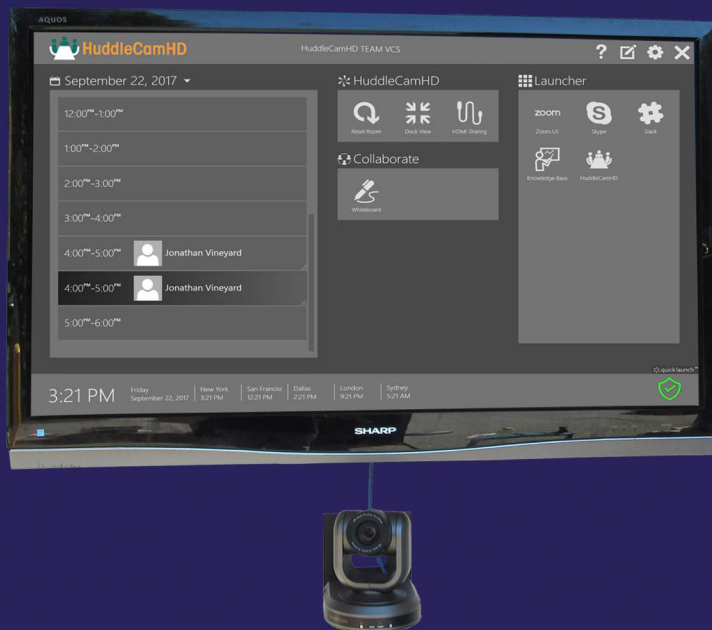 AQUOS
HuddleCamHD
HuddleCamHD TEAM VCS
?
September 22, 2017
12:00PM-1:00PM
1:00PM-2:00PM
2:00PM-3:00PM
3:00PM-4:00PM
4:00PM-5:00PM Jonathan Vineyard
4:00PM-5:00PM Jonathan Vineyard
5:00PM-6:00PM
HuddleCamHD
Reset Room
Dock View
HDMI Sharing
Collaborate
Whiteboard
Launcher
zoom
Zoom.US
Skype
Slack
Knowledge Base
HuddleCamHD
quick launch™
3:21 PM
Friday
September 22, 2017
New York
3:21 PM
San Francisc
12:21 PM
Dallas
2:21 PM
London
9:21 PM
Sydney
5:21 AM
SHARP